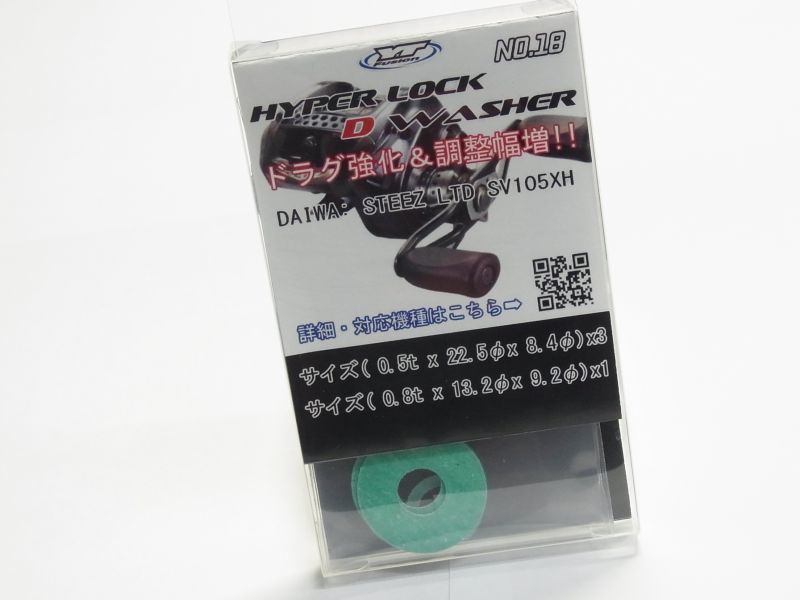 YT
Fusion
NO.18
HYPER LOCK
D WASHER
ドラグ強化&調整幅増!!
DAIWA: STEEZ LTD SV105XH
詳細・対応機種はこちら→
サイズ( 0.5t x 22.5φx 8.4φ)x3
サイズ( 0.8t x 13.2φx 9.2φ)x1